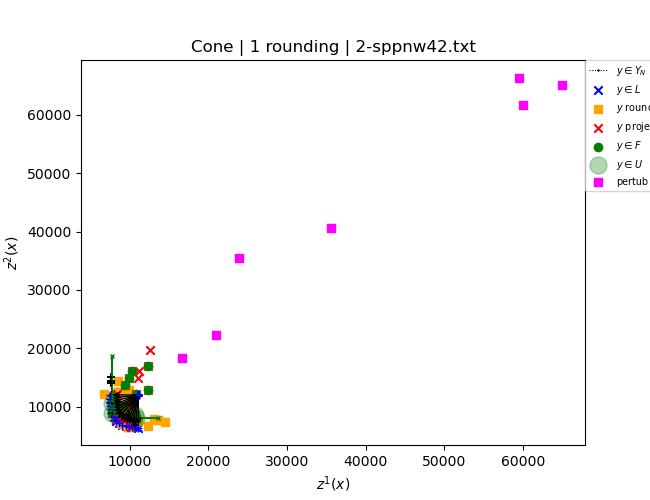 Cone | 1 rounding | 2-sppnw42.txt
60000
50000
40000
30000
20000
10000
z²(x)
10000 20000 30000 40000 50000 60000
z¹(x)
y ∈ Y_N
y ∈ L
y roun
y proje
y ∈ F
y ∈ U
pertub